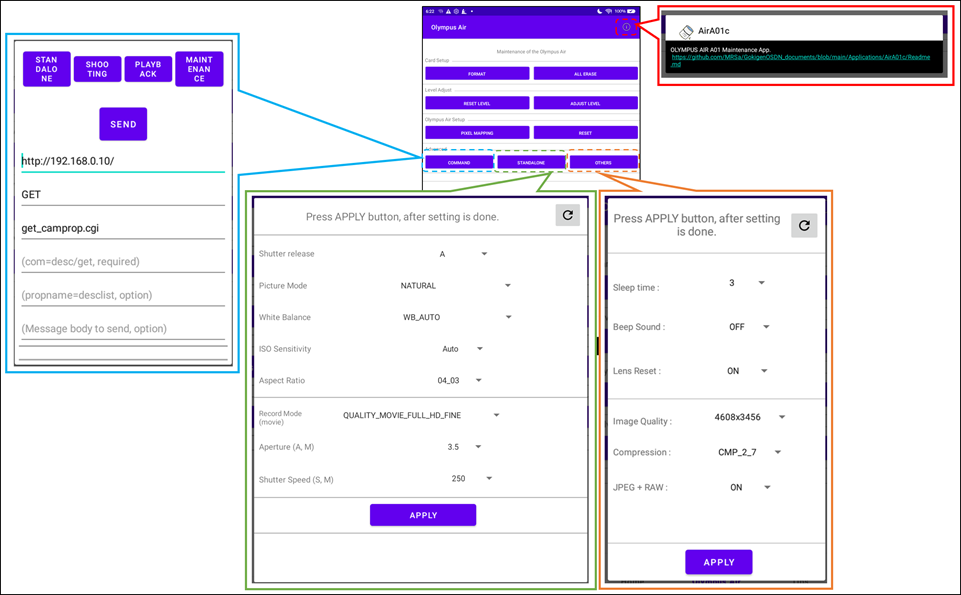 STAN
DALO
NE
SHOO
TING
PLAYB
ACK
MAINT
ENAN
CE
SEND
http://192.168.0.10/
GET
get_camprop.cgi
(com=desc/get, required)
(propname=desclist, option)
(Message body to send, option)
6:22
100%
Olympus Air
Maintenance of the Olympus Air
Card Setup
FORMAT
ALL ERASE
Level Adjust
RESET LEVEL
ADJUST LEVEL
Olympus Air Setup
PIXEL MAPPING
RESET
Advanced
COMMAND
STANDALONE
OTHERS
AirA01c
OLYMPUS AIR A01 Maintenance App.
https://github.com/MRSa/GokigenOSDN_documents/blob/main/Applications/AirA01c/Readme
.md
Press APPLY button, after setting is done.
Shutter release
A
Picture Mode
NATURAL
White Balance
WB_AUTO
ISO Sensitivity
Auto
Aspect Ratio
04_03
Record Mode
(movie)
QUALITY_MOVIE_FULL_HD_FINE
Aperture (A, M)
3.5
Shutter Speed (S, M)
250
APPLY
Press APPLY button, after setting
is done.
Sleep time :
3
Beep Sound :
OFF
Lens Reset :
ON
Image Quality :
4608x3456
Compression :
CMP_2_7
JPEG + RAW :
ON
APPLY